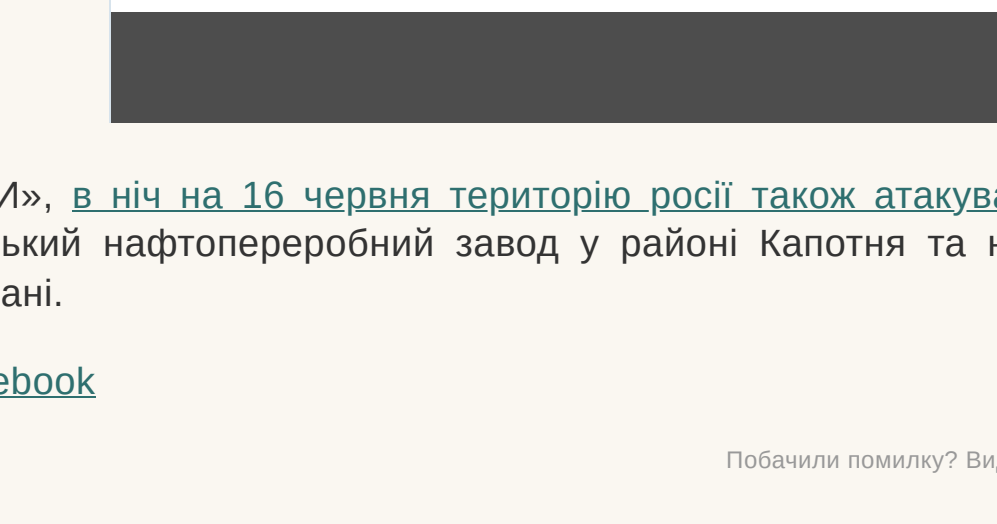 И», в ніч на 16 червня територію росії також атакува
ький нафтопереробний завод у районі Капотня та н
ані.
ebook
Побачили помилку? Ви